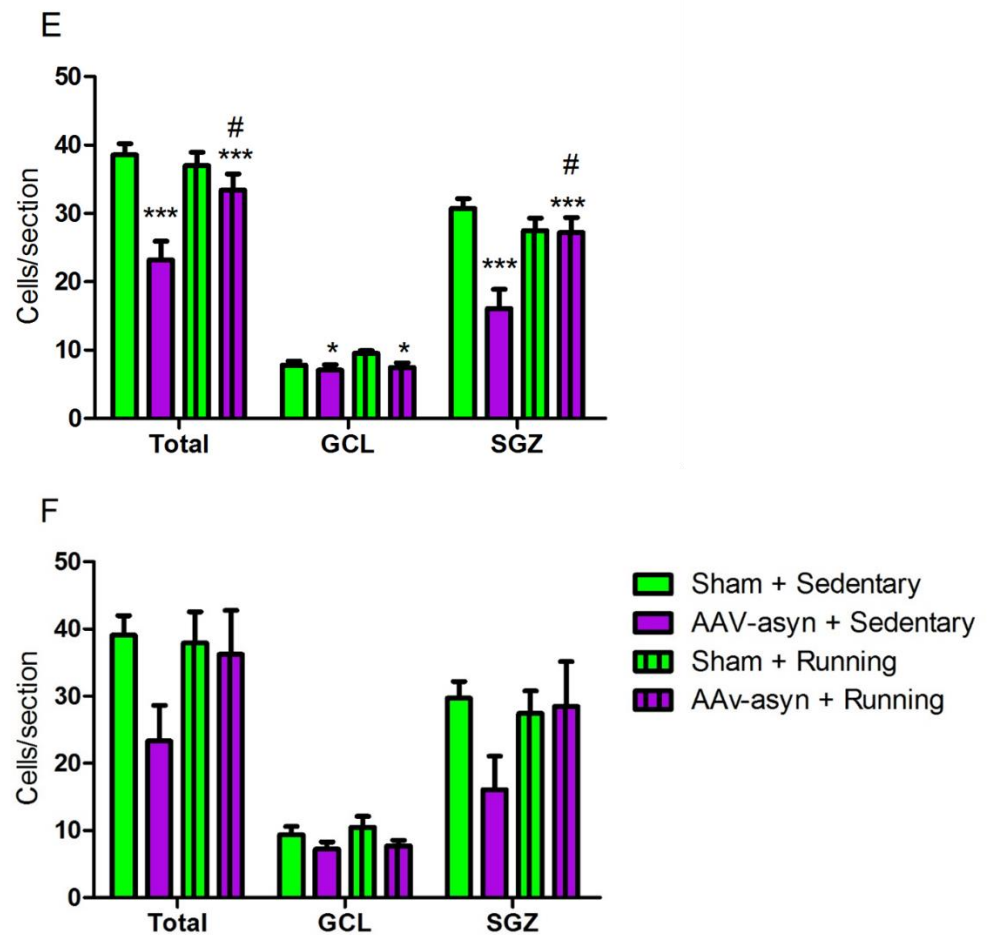 E
50
40
30
20
10
0
Cells/section
#
***
***
*
*
#
***
***
Total GCL SGZ
F
50
40
30
20
10
0
Cells/section
Total GCL SGZ
Sham + Sedentary
AAV-asyn + Sedentary
Sham + Running
AAv-asyn + Running